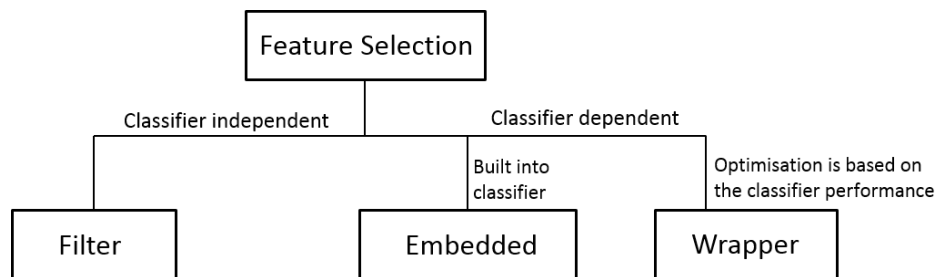 Feature Selection
Classifier independent
Classifier dependent
Built into
classifier
Optimisation is based on
the classifier performance
Filter
Embedded
Wrapper